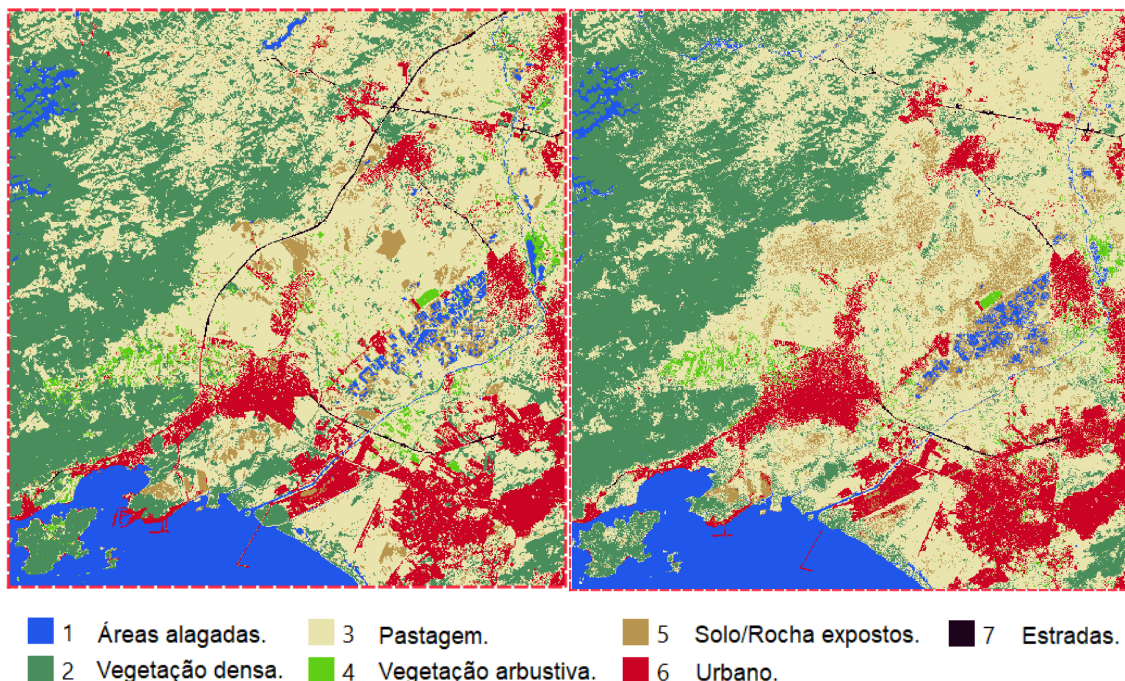 1 Áreas alagadas. 3 Pastagem. 5 Solo/Rocha expostos. 7 Estradas.
2 Vegetação densa. 4 Vegetação arbustiva. 6 Urbano.